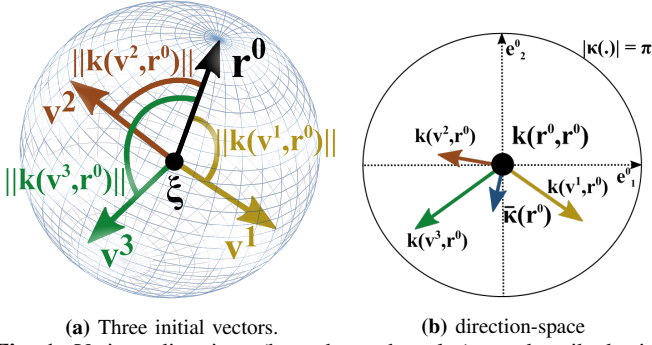 ||k(v²,r⁰)||
r⁰
v²
||k(v¹,r⁰)||
||k(v³,r⁰)||
ξ
v³
v¹
(a) Three initial vectors.
e⁰₂
|κ(.)| = π
k(v²,r⁰)
k(r⁰,r⁰)
e⁰₁
k(v¹,r⁰)
κ̄(r⁰)
k(v³,r⁰)
(b) direction-space